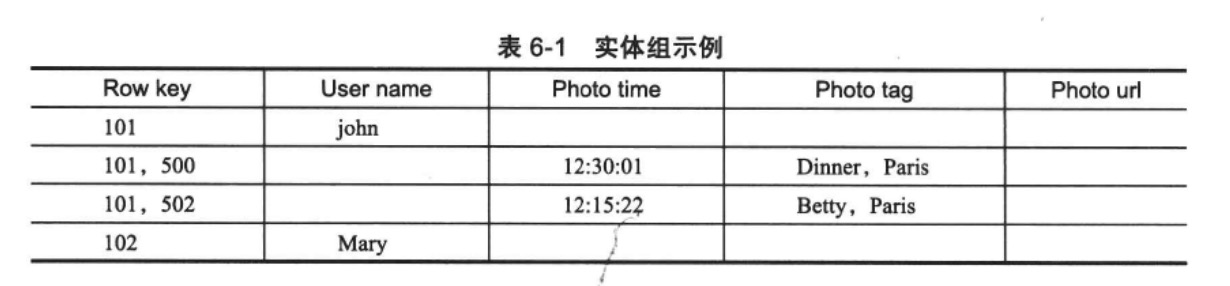 表 6-1 实体组示例
Row key User name Photo time Photo tag Photo url
101 john
101，500 12:30:01 Dinner，Paris
101，502 12:15:22 Betty，Paris
102 Mary